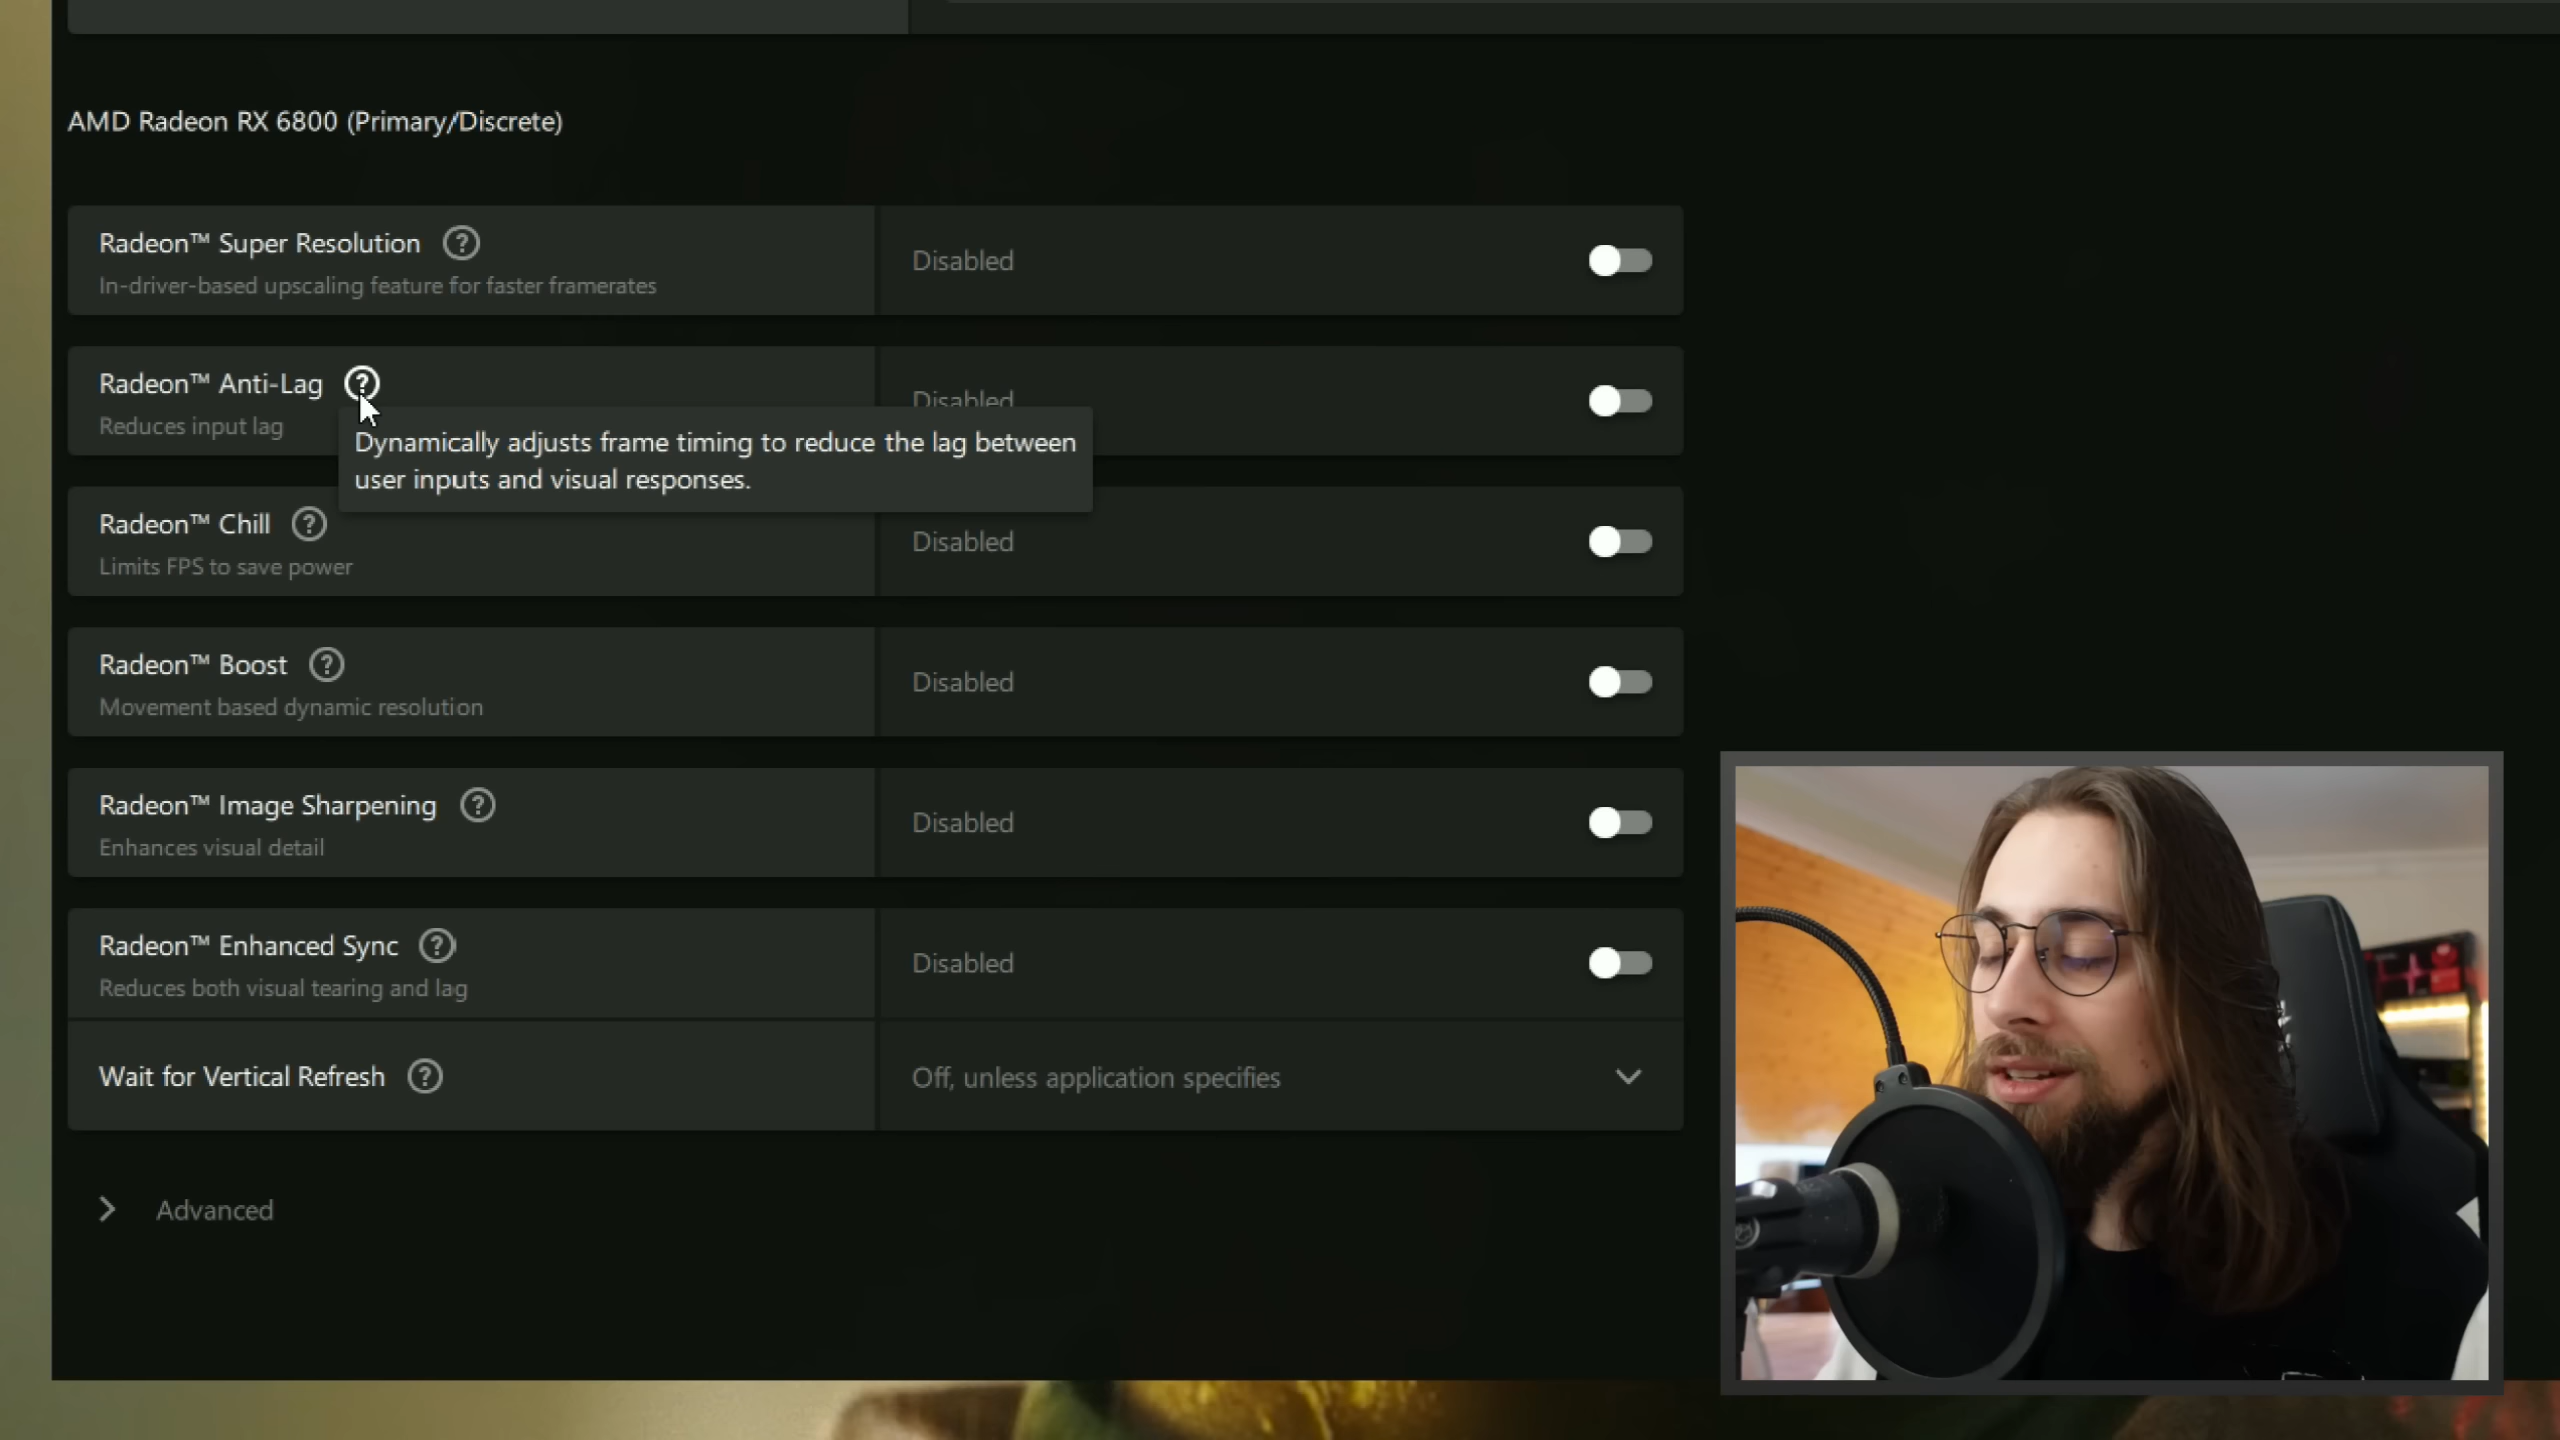 AMD Radeon RX 6800 (Primary/Discrete)
Radeon™ Super Resolution
In-driver-based upscaling feature for faster framerates
Disabled
Radeon™ Anti-Lag
Reduces input lag
Disabled
Dynamically adjusts frame timing to reduce the lag between
user inputs and visual responses.
Radeon™ Chill
Limits FPS to save power
Disabled
Radeon™ Boost
Movement based dynamic resolution
Disabled
Radeon™ Image Sharpening
Enhances visual detail
Disabled
Radeon™ Enhanced Sync
Reduces both visual tearing and lag
Disabled
Wait for Vertical Refresh
Off, unless application specifies
Advanced